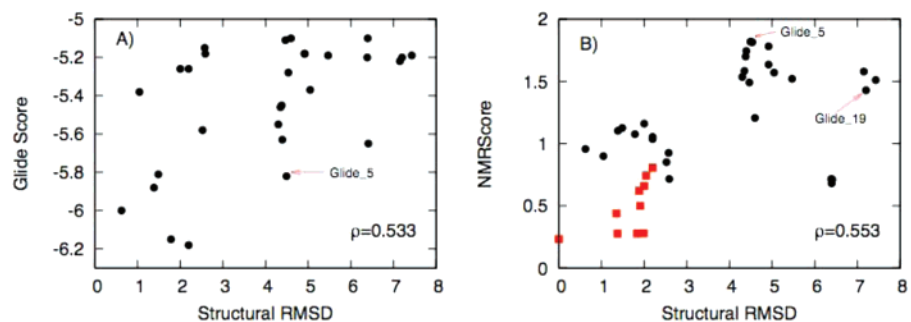 A)
Glide Score
-5
-5.2
-5.4
-5.6
-5.8
-6
-6.2
Glide_5
ρ=0.533
0 1 2 3 4 5 6 7 8
Structural RMSD
B)
NMRScore
2
1.5
1
0.5
0
Glide_5
Glide_19
ρ=0.553
0 1 2 3 4 5 6 7 8
Structural RMSD